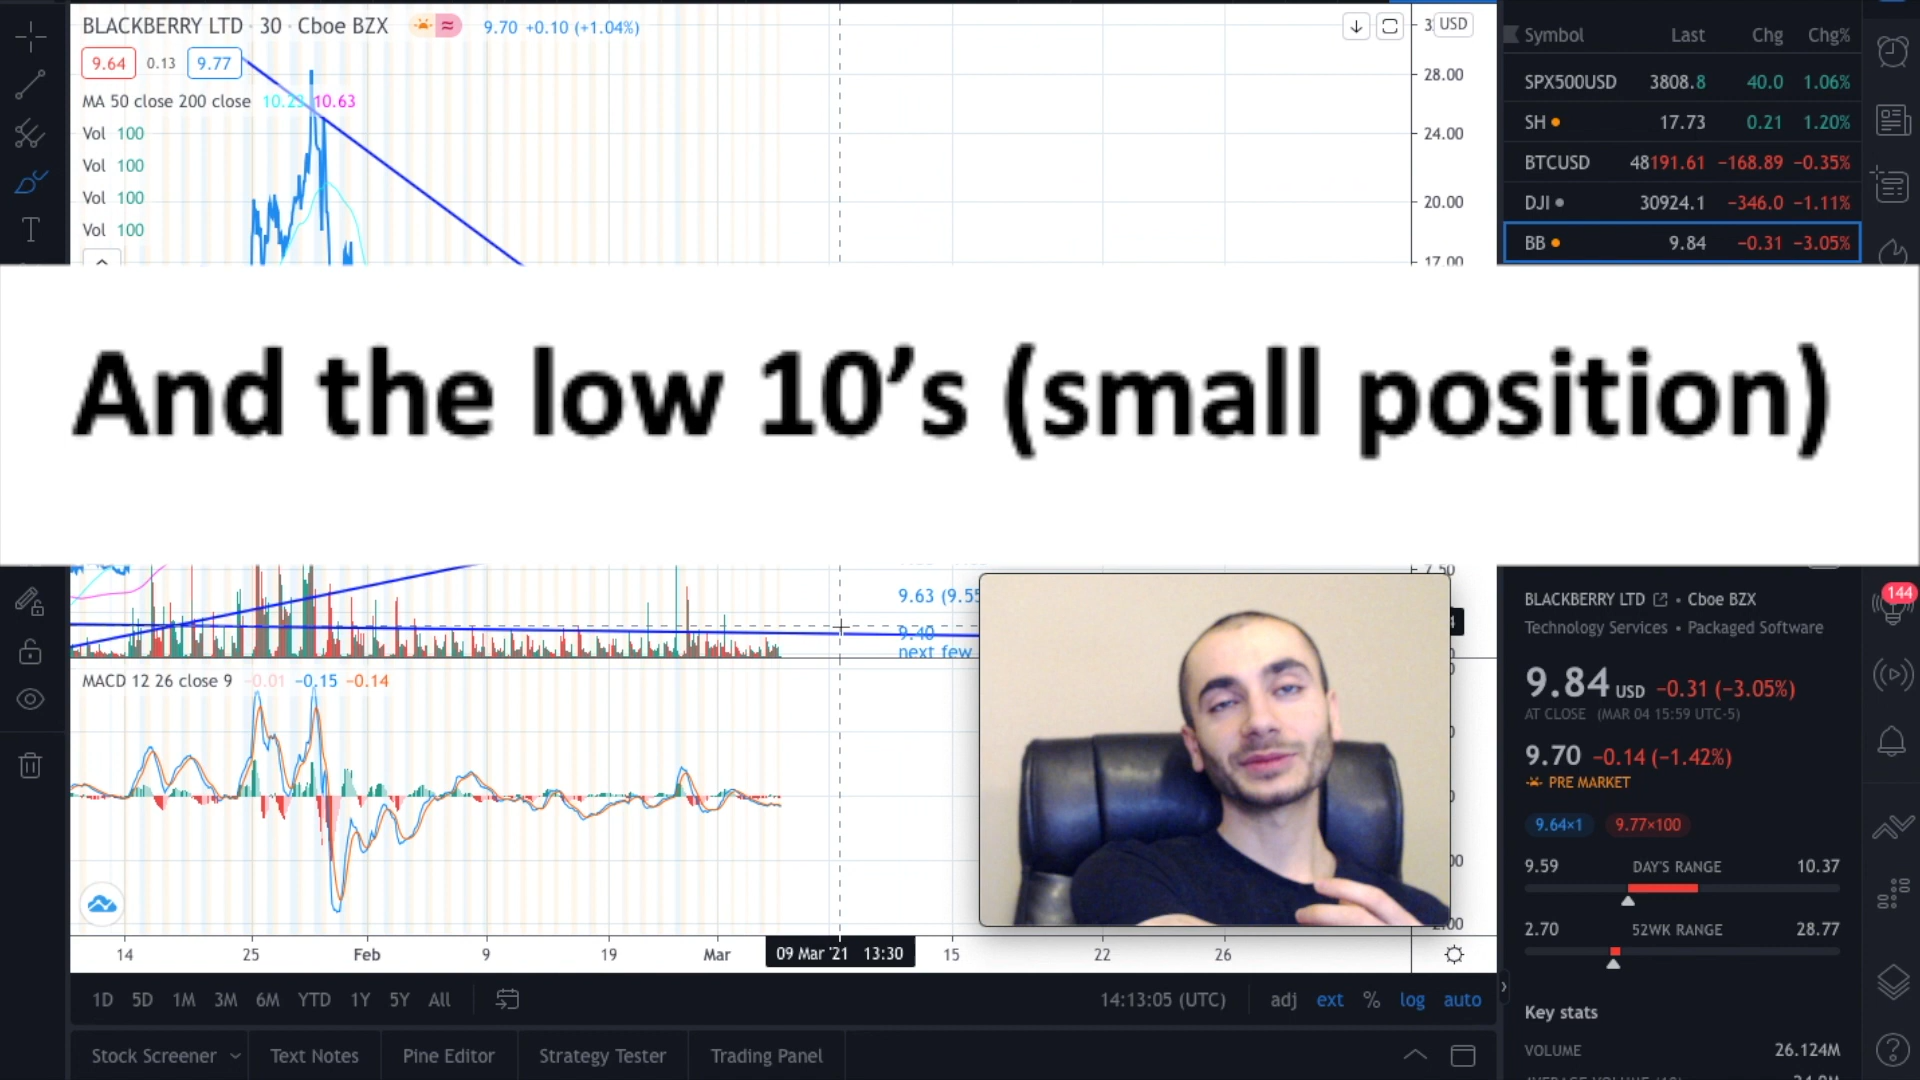 BLACKBERRY LTD · 30 · Cboe BZX
9.70 +0.10 (+1.04%)
USD
9.64 0.13 9.77
MA 50 close 200 close 10.23 10.63
Vol 100
Vol 100
Vol 100
Vol 100
28.00
24.00
20.00
17.00
Symbol Last Chg Chg%
SPX500USD 3808.8 40.0 1.06%
SH 17.73 0.21 1.20%
BTCUSD 48191.61 −168.89 −0.35%
DJI 30924.1 −346.0 −1.11%
BB 9.84 −0.31 −3.05%
And the low 10’s (small position)
7.50
9.63 (9.55
9.40
next few
MACD 12 26 close 9 −0.01 −0.15 −0.14
14 25 Feb 9 19 Mar 09 Mar '21 13:30 15 22 26
1D 5D 1M 3M 6M YTD 1Y 5Y All
14:13:05 (UTC) adj ext % log auto
Stock Screener Text Notes Pine Editor Strategy Tester Trading Panel
BLACKBERRY LTD • Cboe BZX
Technology Services • Packaged Software
144
9.84 USD −0.31 (−3.05%)
AT CLOSE (MAR 04 15:59 UTC-5)
9.70 −0.14 (−1.42%)
PRE MARKET
9.64×1 9.77×100
9.59 DAY'S RANGE 10.37
2.70 52WK RANGE 28.77
Key stats
VOLUME 26.124M